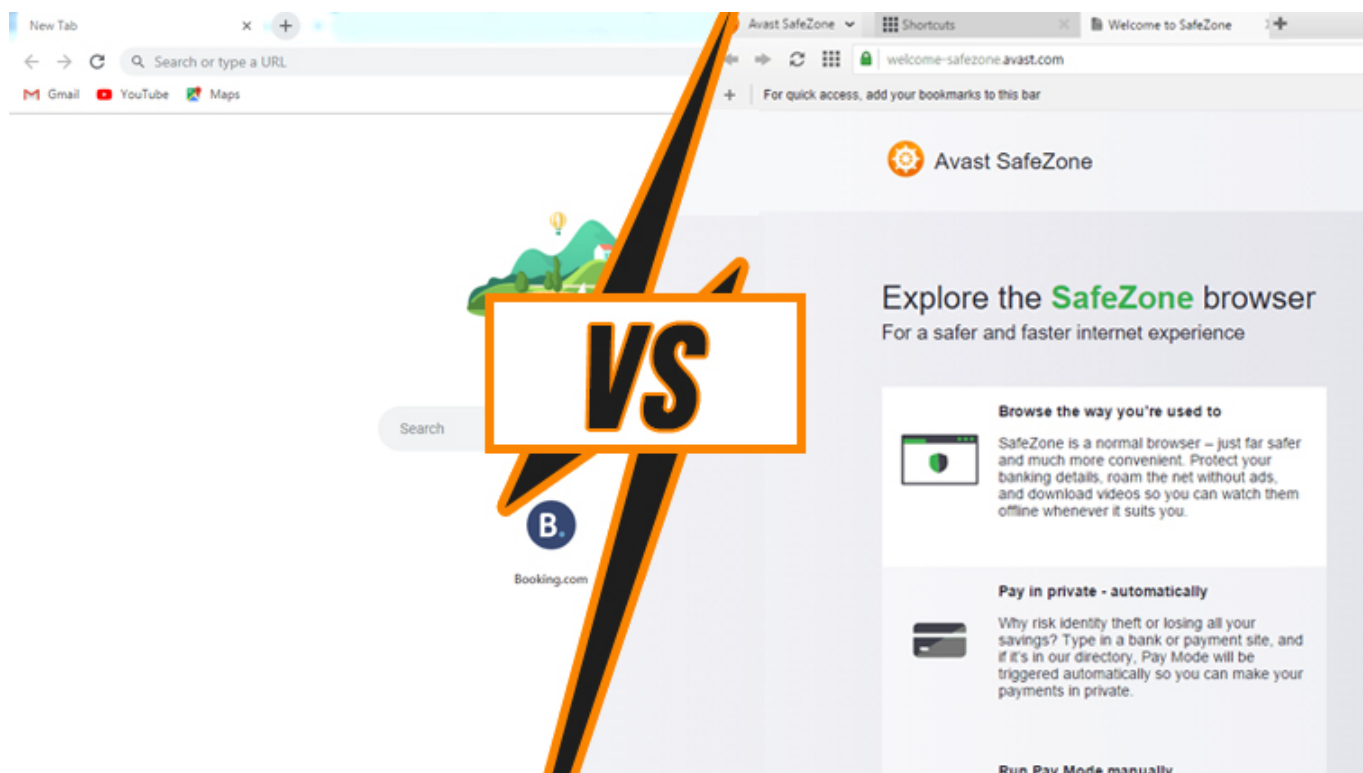 New Tab
Search or type a URL
Gmail YouTube Maps
Search
B.
Booking.com
VS
Avast SafeZone Shortcuts Welcome to SafeZone
welcome-safezone.avast.com
For quick access, add your bookmarks to this bar
Avast SafeZone
Explore the SafeZone browser
For a safer and faster internet experience
Browse the way you're used to
SafeZone is a normal browser – just far safer
and much more convenient. Protect your
banking details, roam the net without ads,
and download videos so you can watch them
offline whenever it suits you.
Pay in private - automatically
Why risk identity theft or losing all your
savings? Type in a bank or payment site, and
if it's in our directory, Pay Mode will be
triggered automatically so you can make your
payments in private.
Run Pay Mode manually